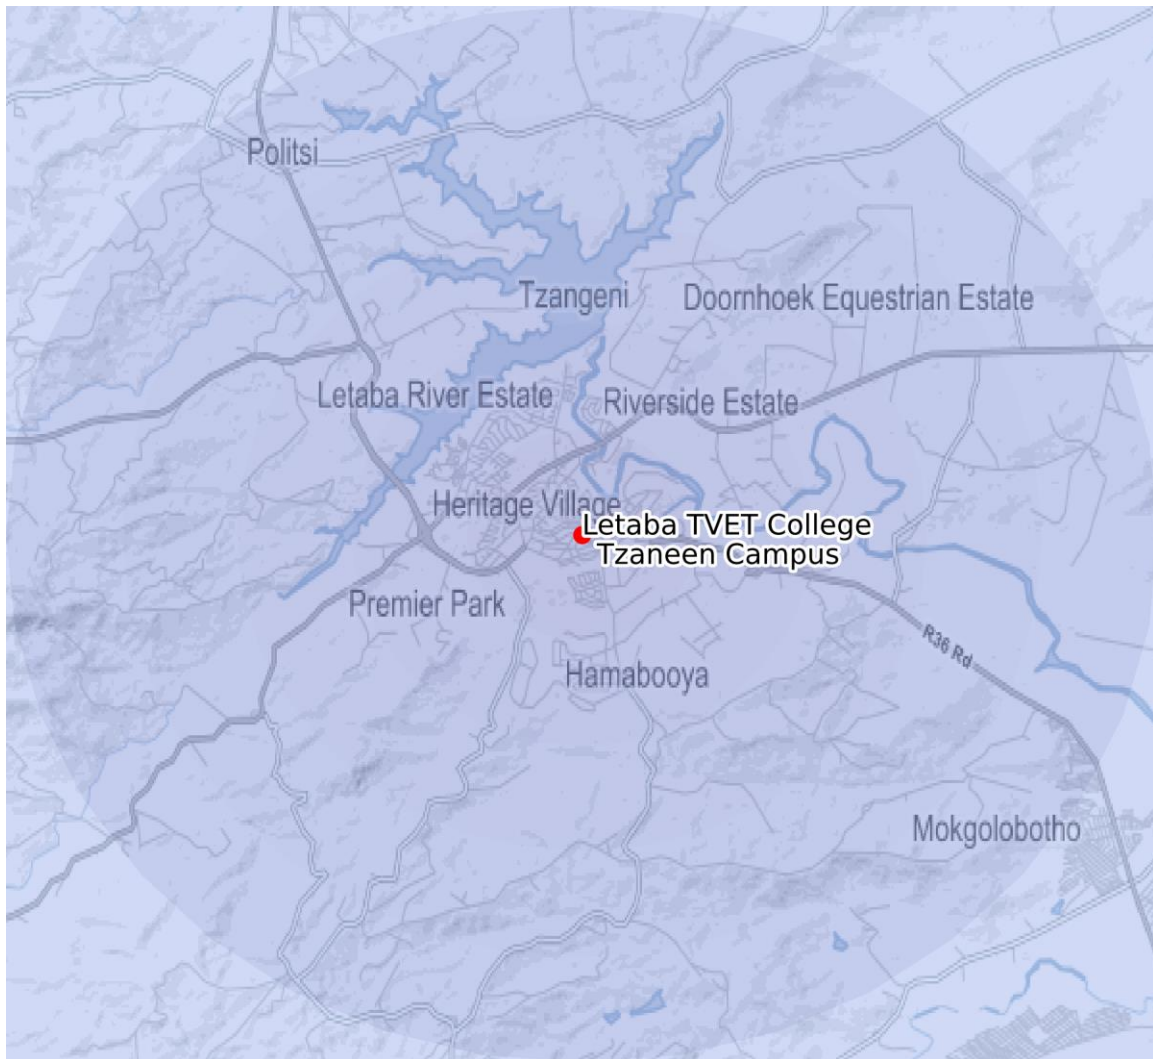 Politsi
Tzangeni
Doornhoek Equestrian Estate
Letaba River Estate
Riverside Estate
Heritage Village
Letaba TVET College
Tzaneen Campus
Premier Park
R36 Rd
Hamabooya
Mokgolobotho